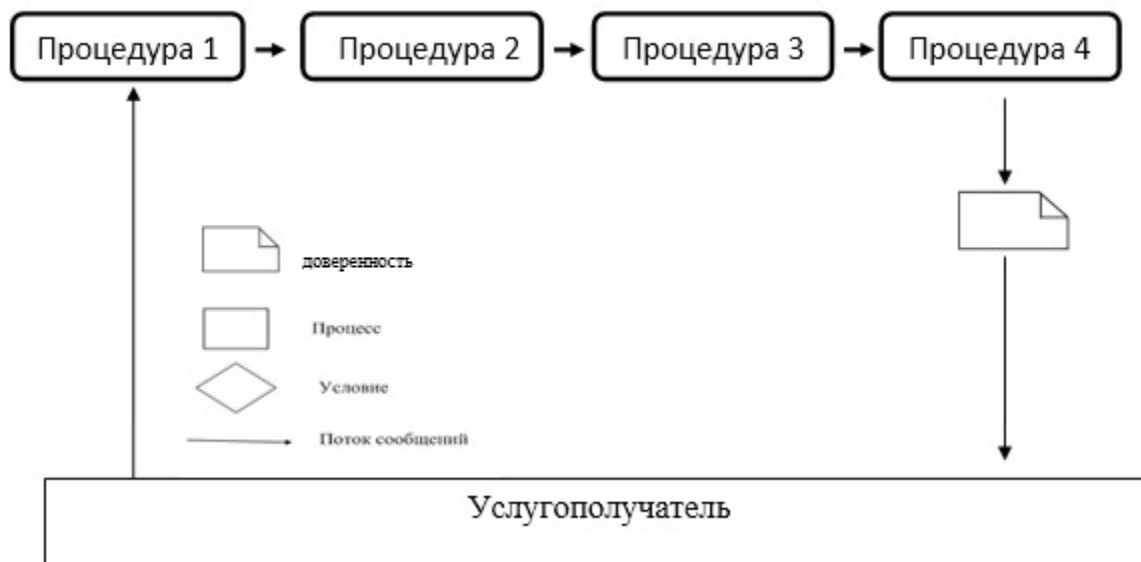 Процедура 1
Процедура 2
Процедура 3
Процедура 4
доверенность
Процесс
Условие
Поток сообщений
Услугополучатель